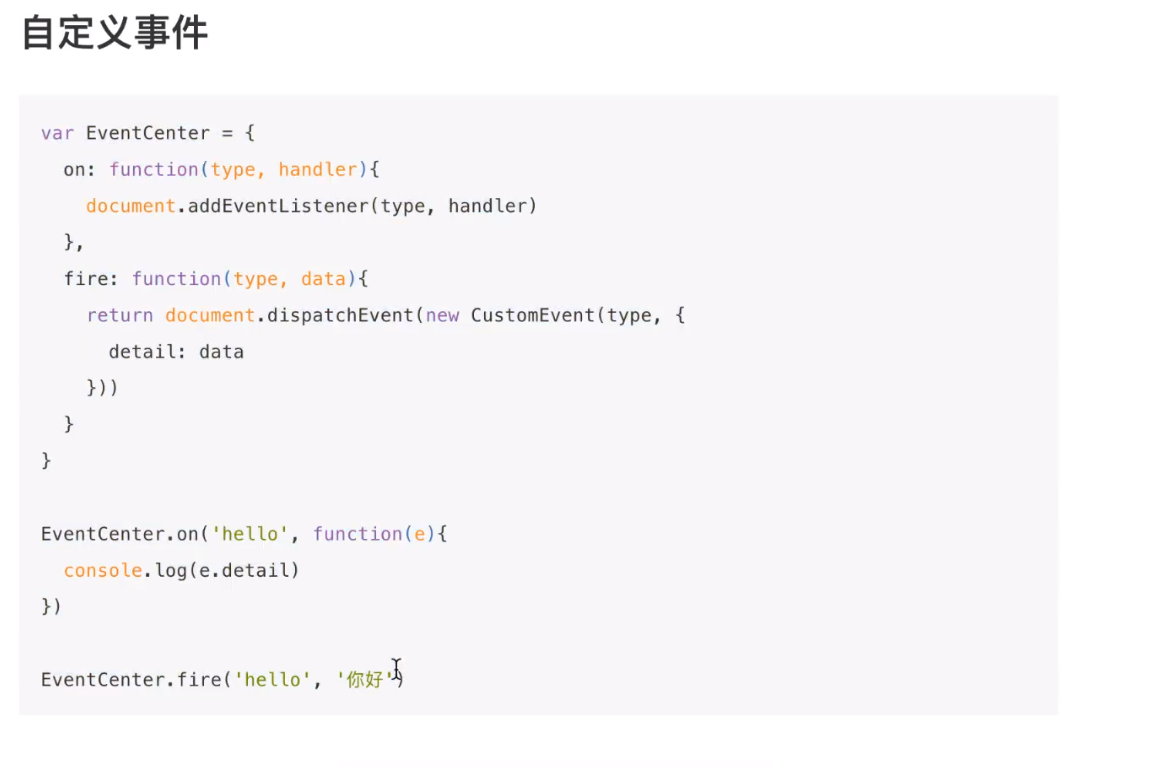 自定义事件
var EventCenter = {
  on: function(type, handler){
    document.addEventListener(type, handler)
  },
  fire: function(type, data){
    return document.dispatchEvent(new CustomEvent(type, {
      detail: data
    }))
  }
}
EventCenter.on('hello', function(e){
  console.log(e.detail)
})
EventCenter.fire('hello', '你好')